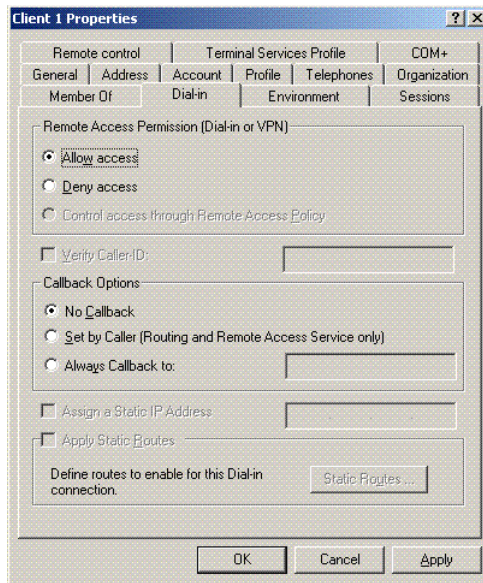 Client 1 Properties
Remote control Terminal Services Profile COM+
General Address Account Profile Telephones Organization
Member Of Dial-in Environment Sessions
Remote Access Permission (Dial-in or VPN)
Allow access
Deny access
Control access through Remote Access Policy
Verify Caller-ID:
Callback Options
No Callback
Set by Caller (Routing and Remote Access Service only)
Always Callback to:
Assign a Static IP Address
Apply Static Routes
Define routes to enable for this Dial-in
connection.
Static Routes ...
OK Cancel Apply